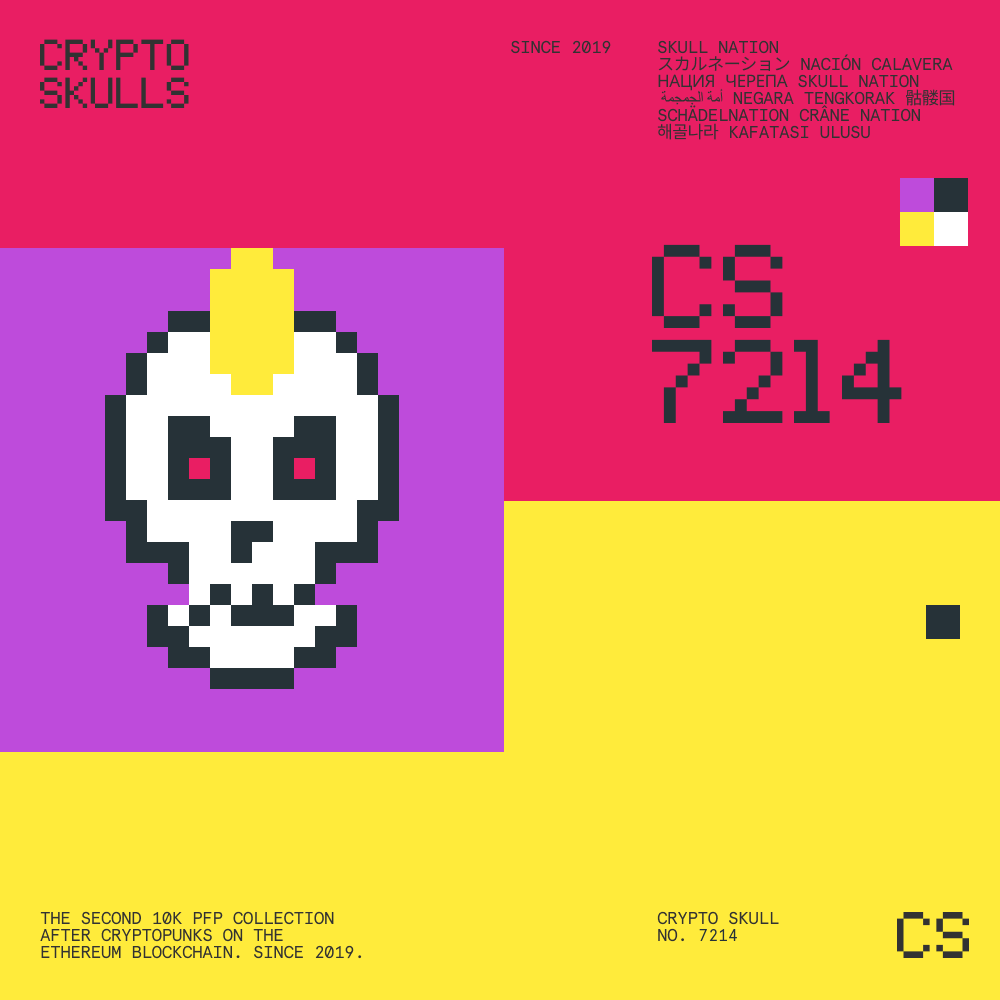 CRYPTO
SKULLS
SINCE 2019
SKULL NATION
スカルネーション NACIÓN CALAVERA
НАЦИЯ ЧЕРЕПА SKULL NATION
أمة الجمجمة NEGARA TENGKORAK 骷髅国
SCHÄDELNATION CRÂNE NATION
해골나라 KAFATASI ULUSU
CS
7214
THE SECOND 10K PFP COLLECTION
AFTER CRYPTOPUNKS ON THE
ETHEREUM BLOCKCHAIN. SINCE 2019.
CRYPTO SKULL
NO. 7214
CS